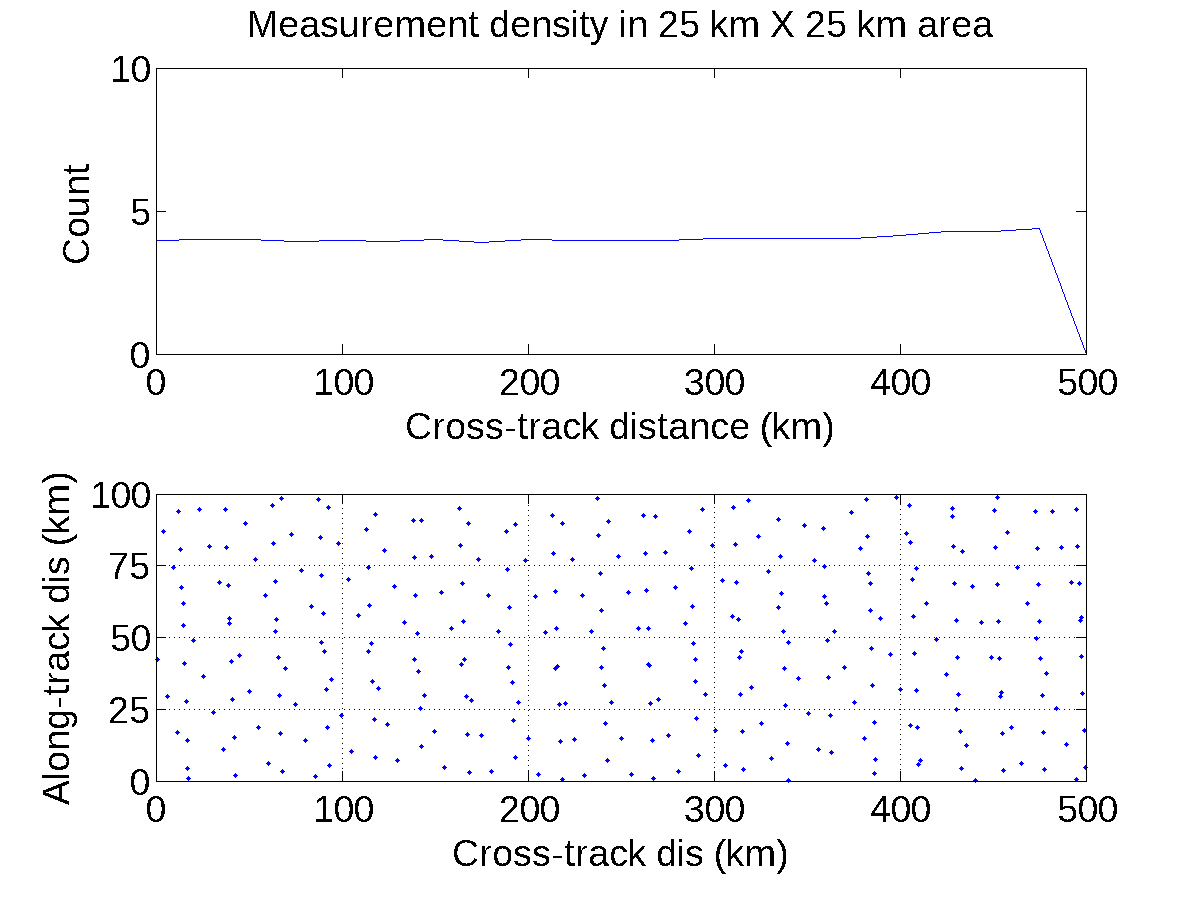 Measurement density in 25 km X 25 km area
10
5
0
Count
0 100 200 300 400 500
Cross-track distance (km)
100
75
50
25
0
Along-track dis (km)
0 100 200 300 400 500
Cross-track dis (km)